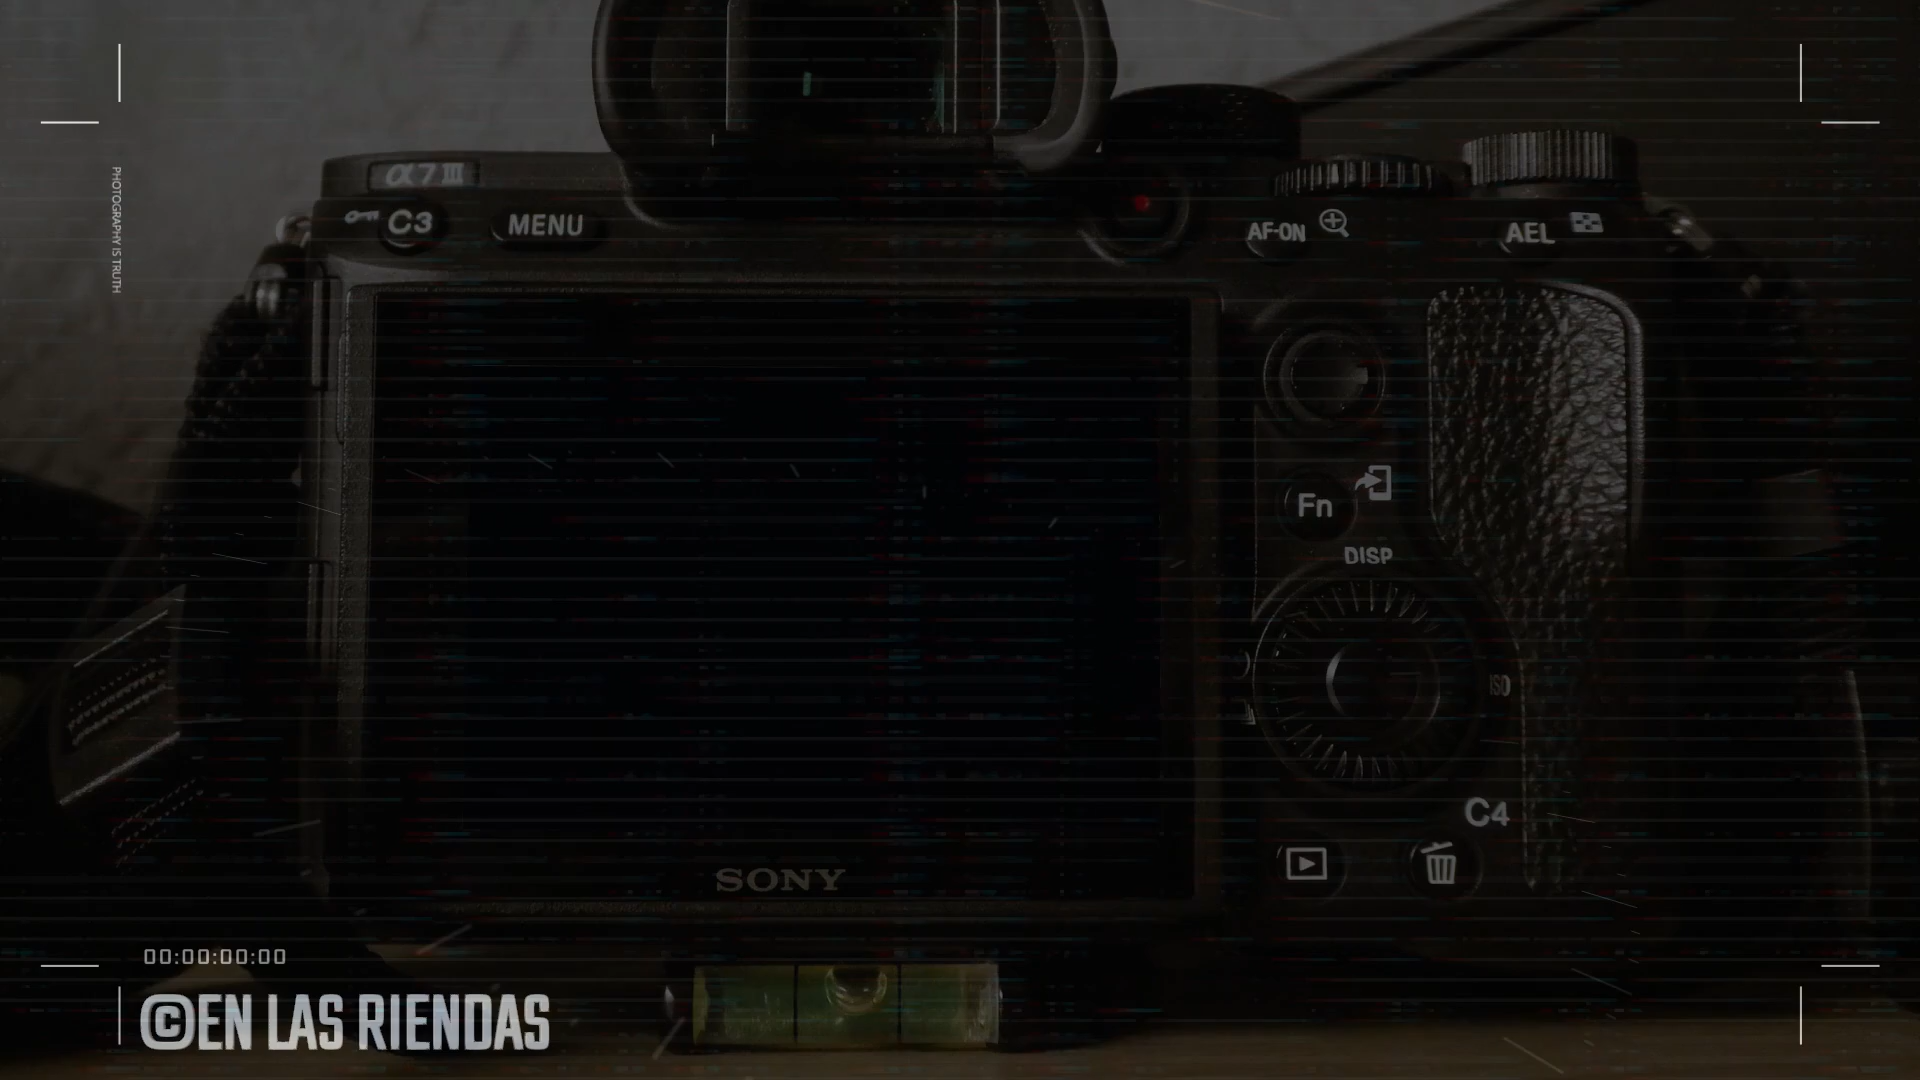 α7III
C3
MENU
AF-ON
AEL
PHOTOGRAPHY IS TRUTH
Fn
DISP
ISO
C4
SONY
00:00:00:00
©EN LAS RIENDAS